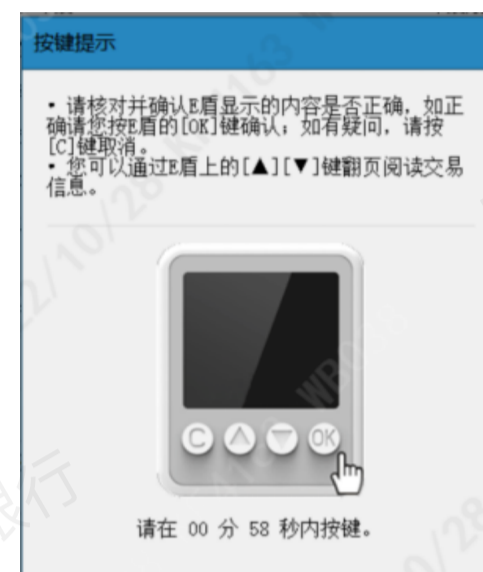 按键提示
• 请核对并确认E盾显示的内容是否正确，如正
确请您按E盾的[OK]键确认；如有疑问，请按
[C]键取消。
• 您可以通过E盾上的[▲][▼]键翻页阅读交易
信息。
C OK
请在 00 分 58 秒内按键。